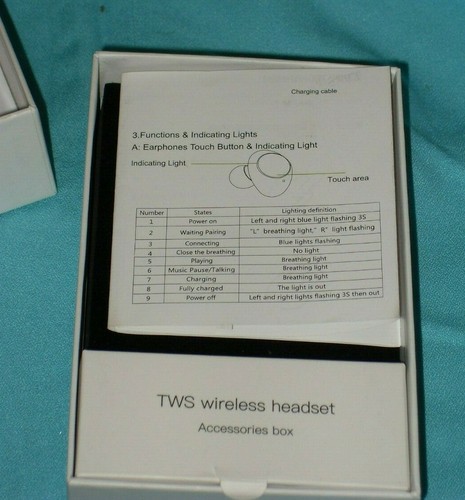 Charging cable
3.Functions & Indicating Lights
A: Earphones Touch Button & Indicating Light
Indicating Light
Touch area
Number States Lighting definition
1 Power on Left and right blue light flashing 3S
2 Waiting Pairing "L" breathing light," R" light flashing
3 Connecting Blue lights flashing
4 Close the breathing No light
5 Playing Breathing light
6 Music Pause/Talking Breathing light
7 Charging Breathing light
8 Fully charged The light is out
9 Power off Left and right lights flashing 3S then out
TWS wireless headset
Accessories box